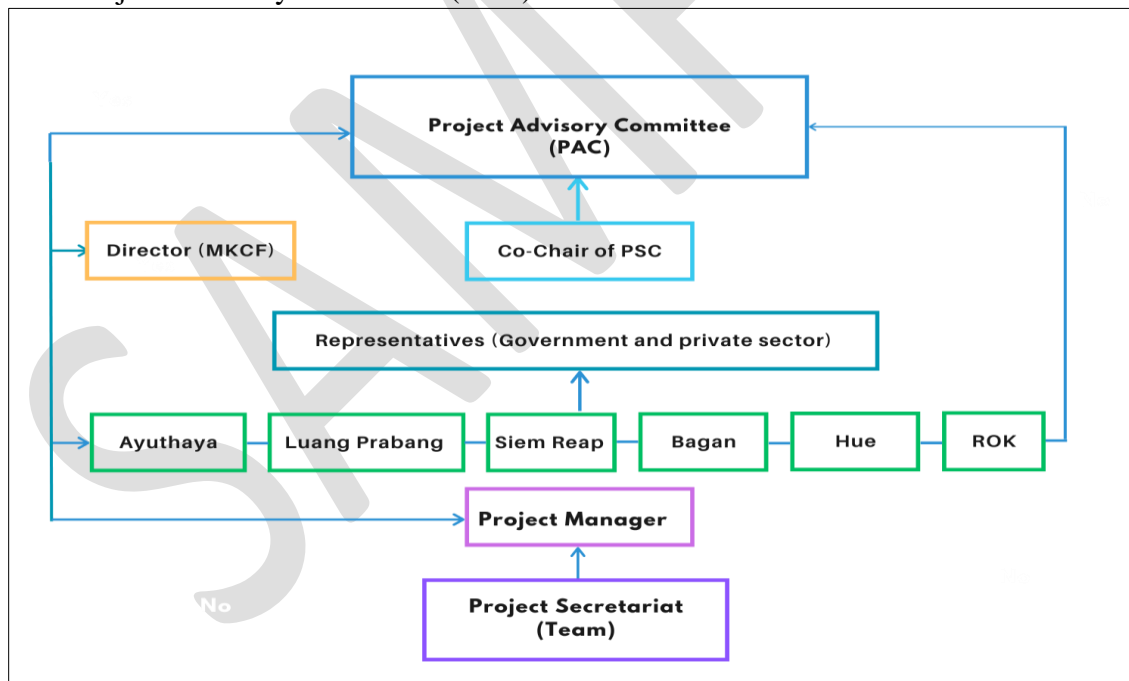 Project Advisory Committee
(PAC)
Director (MKCF)
Co-Chair of PSC
Representatives (Government and private sector)
Ayuthaya
Luang Prabang
Siem Reap
Bagan
Hue
ROK
Project Manager
No
Project Secretariat
(Team)